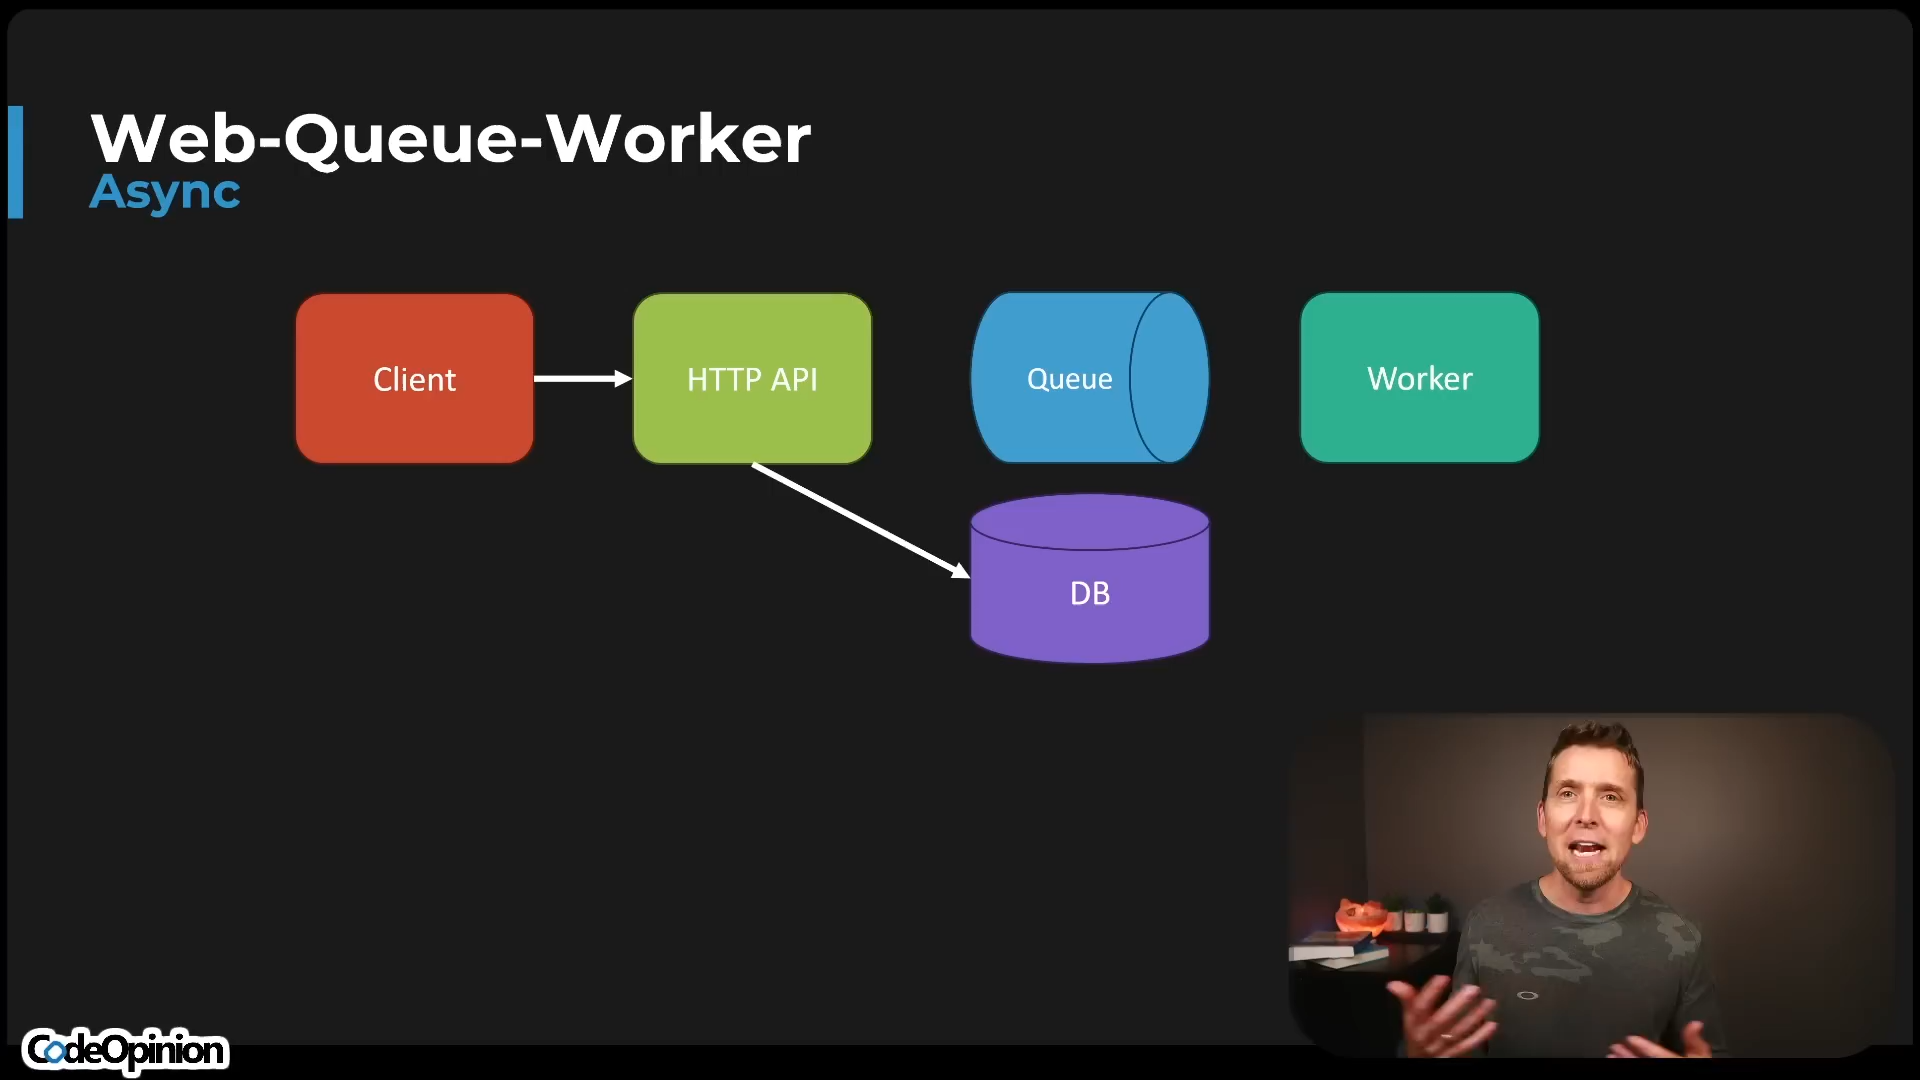 Web-Queue-Worker
Async
Client
HTTP API
Queue
Worker
DB
CodeOpinion